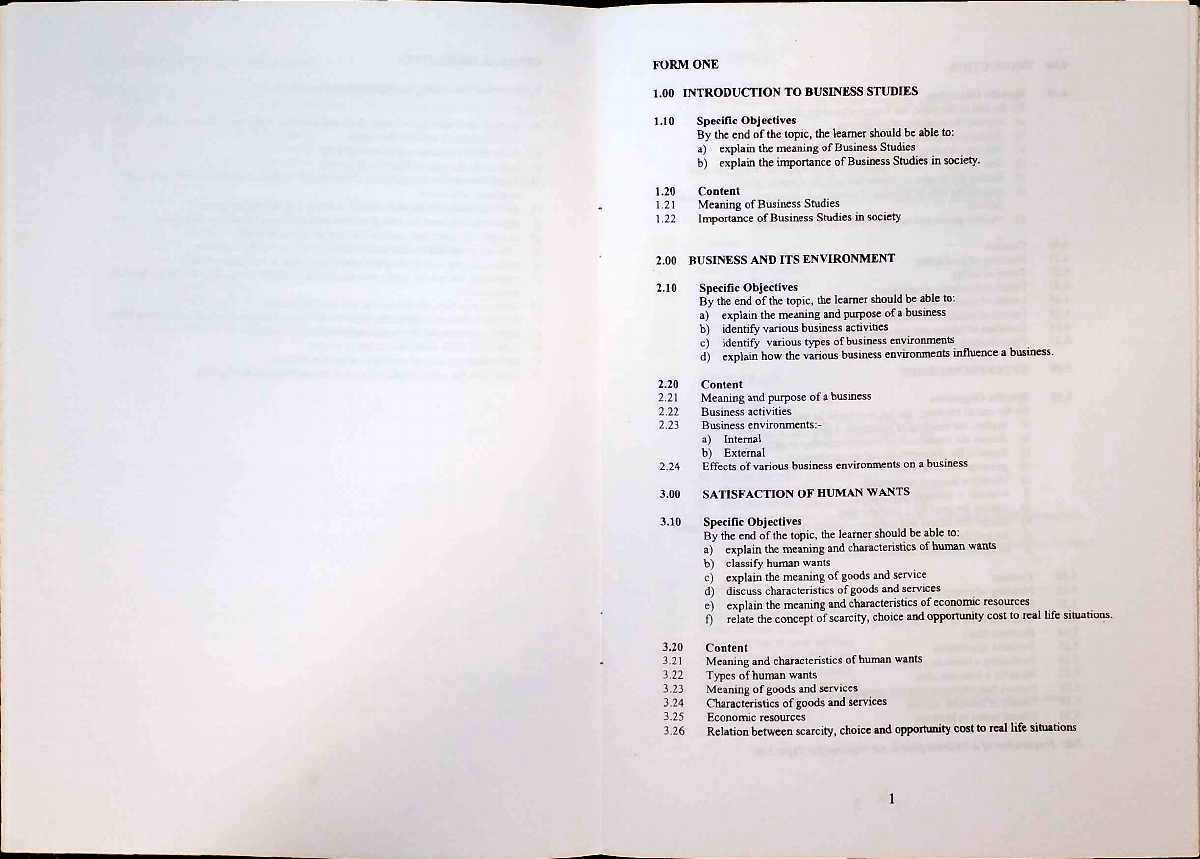 FORM ONE
1.00 INTRODUCTION TO BUSINESS STUDIES
1.10 Specific Objectives
By the end of the topic, the learner should be able to:
a) explain the meaning of Business Studies
b) explain the importance of Business Studies in society.
1.20 Content
1.21 Meaning of Business Studies
1.22 Importance of Business Studies in society
2.00 BUSINESS AND ITS ENVIRONMENT
2.10 Specific Objectives
By the end of the topic, the learner should be able to:
a) explain the meaning and purpose of a business
b) identify various business activities
c) identify various types of business environments
d) explain how the various business environments influence a business.
2.20 Content
2.21 Meaning and purpose of a business
2.22 Business activities
2.23 Business environments:-
a) Internal
b) External
2.24 Effects of various business environments on a business
3.00 SATISFACTION OF HUMAN WANTS
3.10 Specific Objectives
By the end of the topic, the learner should be able to:
a) explain the meaning and characteristics of human wants
b) classify human wants
c) explain the meaning of goods and service
d) discuss characteristics of goods and services
e) explain the meaning and characteristics of economic resources
f) relate the concept of scarcity, choice and opportunity cost to real life situations.
3.20 Content
3.21 Meaning and characteristics of human wants
3.22 Types of human wants
3.23 Meaning of goods and services
3.24 Characteristics of goods and services
3.25 Economic resources
3.26 Relation between scarcity, choice and opportunity cost to real life situations
1